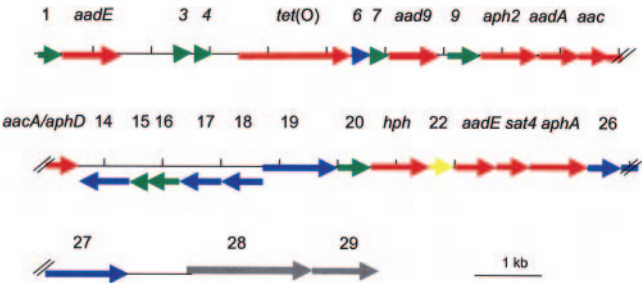 1 aadE 3 4 tet(O) 6 7 aad9 9 aph2 aadA aac
aacA/aphD 14 15 16 17 18 19 20 hph 22 aadE sat4 aphA 26
27 28 29
1 kb